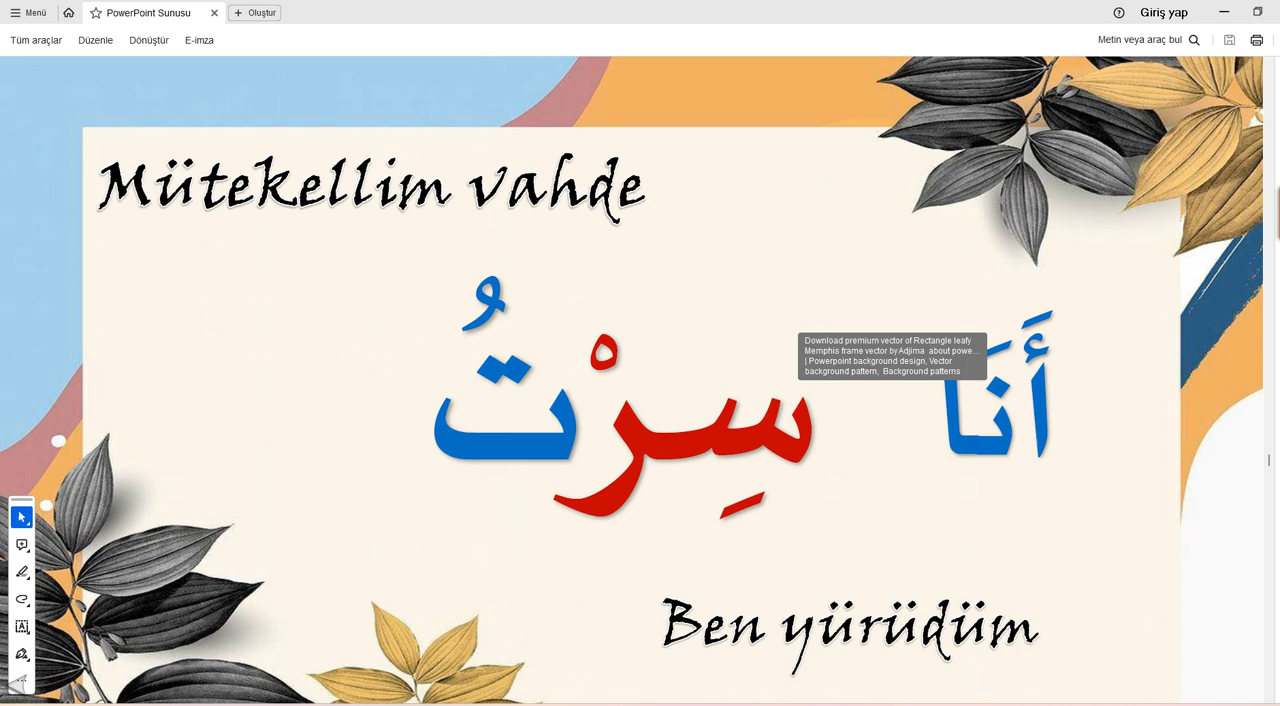 Menü
PowerPoint Sunusu
Oluştur
Giriş yap
Tüm araçlar Düzenle Dönüştür E-imza
Metin veya araç bul
Mütekellim vahde
أَنَا سِرْتُ
Download premium vector of Rectangle leafy
Memphis frame vector by Adjima about powe...
| Powerpoint background design, Vector
background pattern, Background patterns
Ben yürüdüm